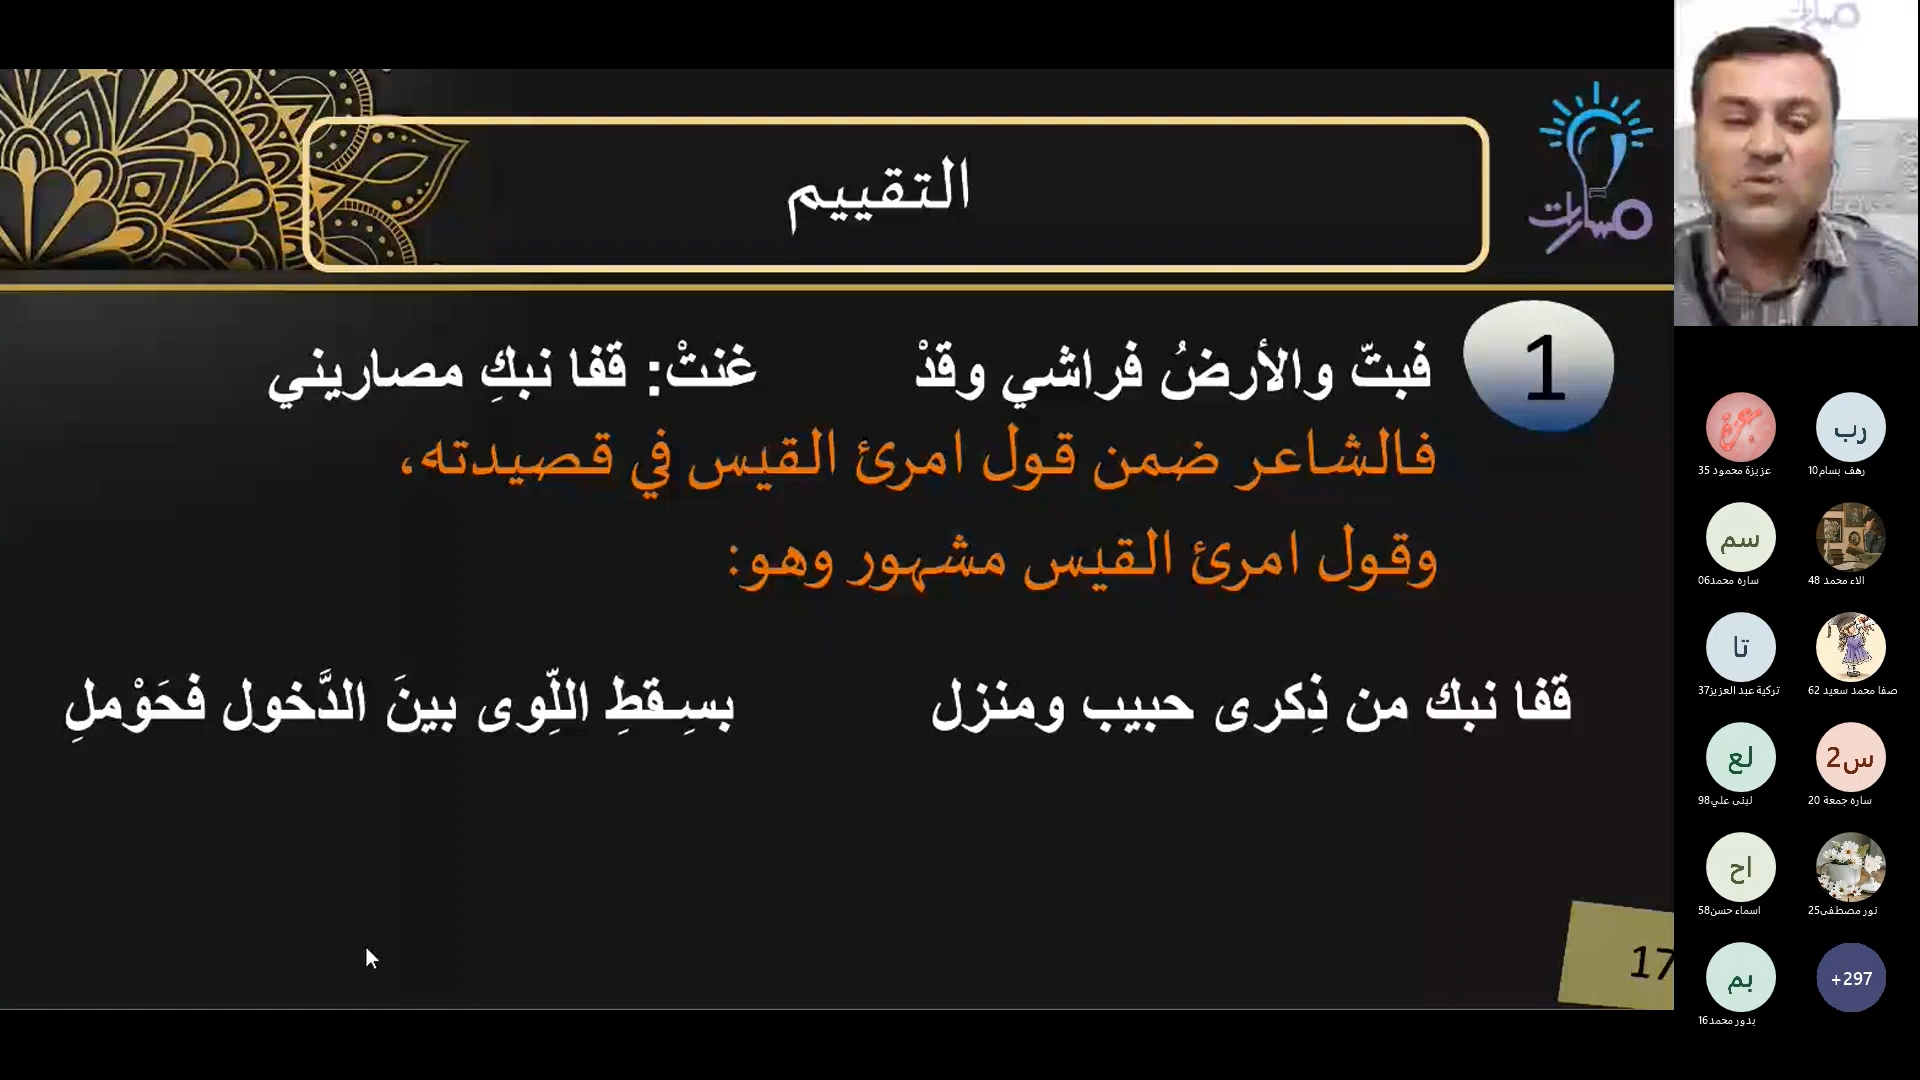 التقييم
مسارات
1
فبتّ والأرضُ فراشي وقدْ غنتْ: قفا نبكِ مصاريني
فالشاعر ضمن قول امرئ القيس في قصيدته،
وقول امرئ القيس مشهور وهو:
قفا نبك من ذِكرى حبيب ومنزل بسِقطِ اللّوى بينَ الدَّخول فحَوْملِ
17
رب
رهف بسام10
عزيزة محمود 35
سم
الاء محمد 48
ساره محمد06
تا
صفا محمد سعيد 62
تركية عبد العزيز37
س2
لع
ساره جمعة 20
لبنى علي98
اح
نور مصطفى25
اسماء حسن58
بم
+297
بدور محمد16